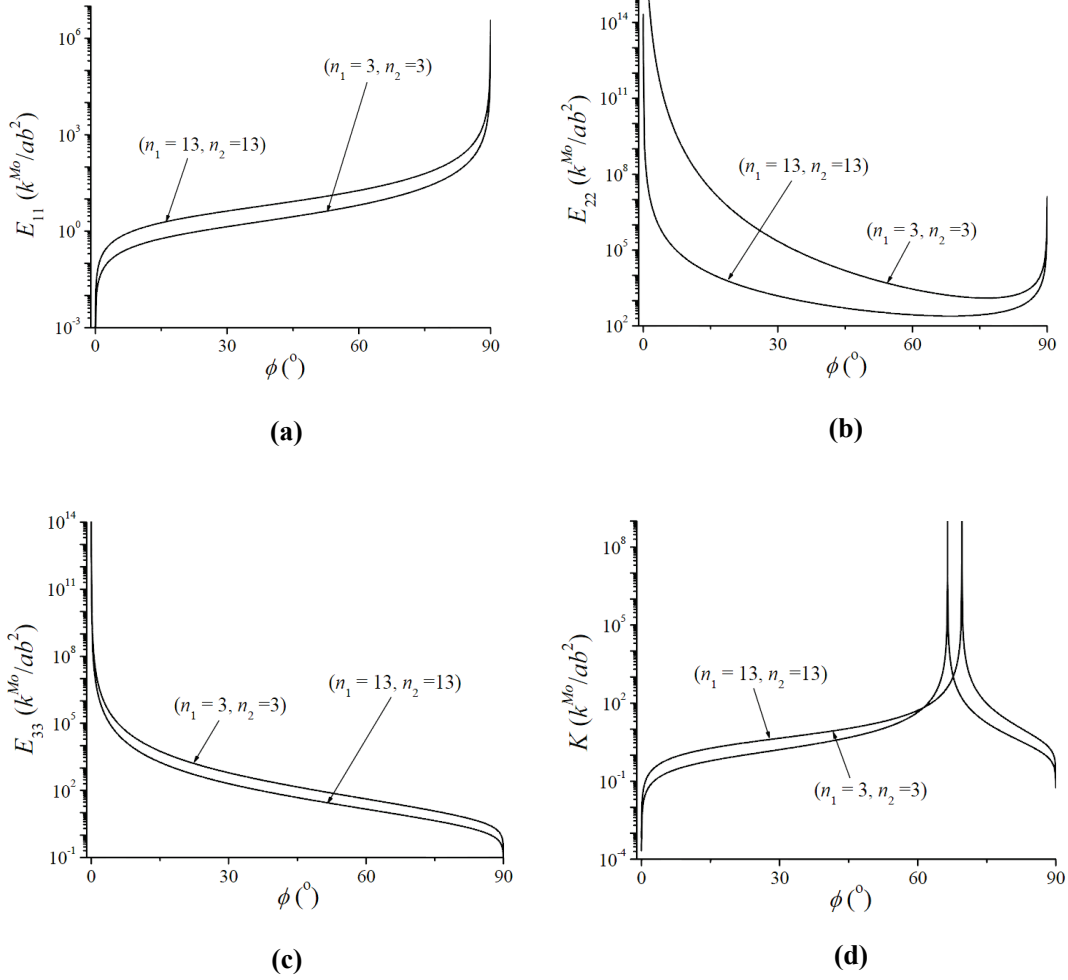 10^6
10^3
10^0
10^-3
E_11 (k^Mo/ab^2)
(n_1 = 13, n_2 =13)
(n_1 = 3, n_2 =3)
0 30 60 90
ϕ (°)
(a)
10^14
10^11
10^8
10^5
10^2
E_22 (k^Mo/ab^2)
(n_1 = 13, n_2 =13)
(n_1 = 3, n_2 =3)
0 30 60 90
ϕ (°)
(b)
10^14
10^11
10^8
10^5
10^2
10^-1
E_33 (k^Mo/ab^2)
(n_1 = 3, n_2 =3)
(n_1 = 13, n_2 =13)
0 30 60 90
ϕ (°)
(c)
10^8
10^5
10^2
10^-1
10^-4
K (k^Mo/ab^2)
(n_1 = 13, n_2 =13)
(n_1 = 3, n_2 =3)
0 30 60 90
ϕ (°)
(d)